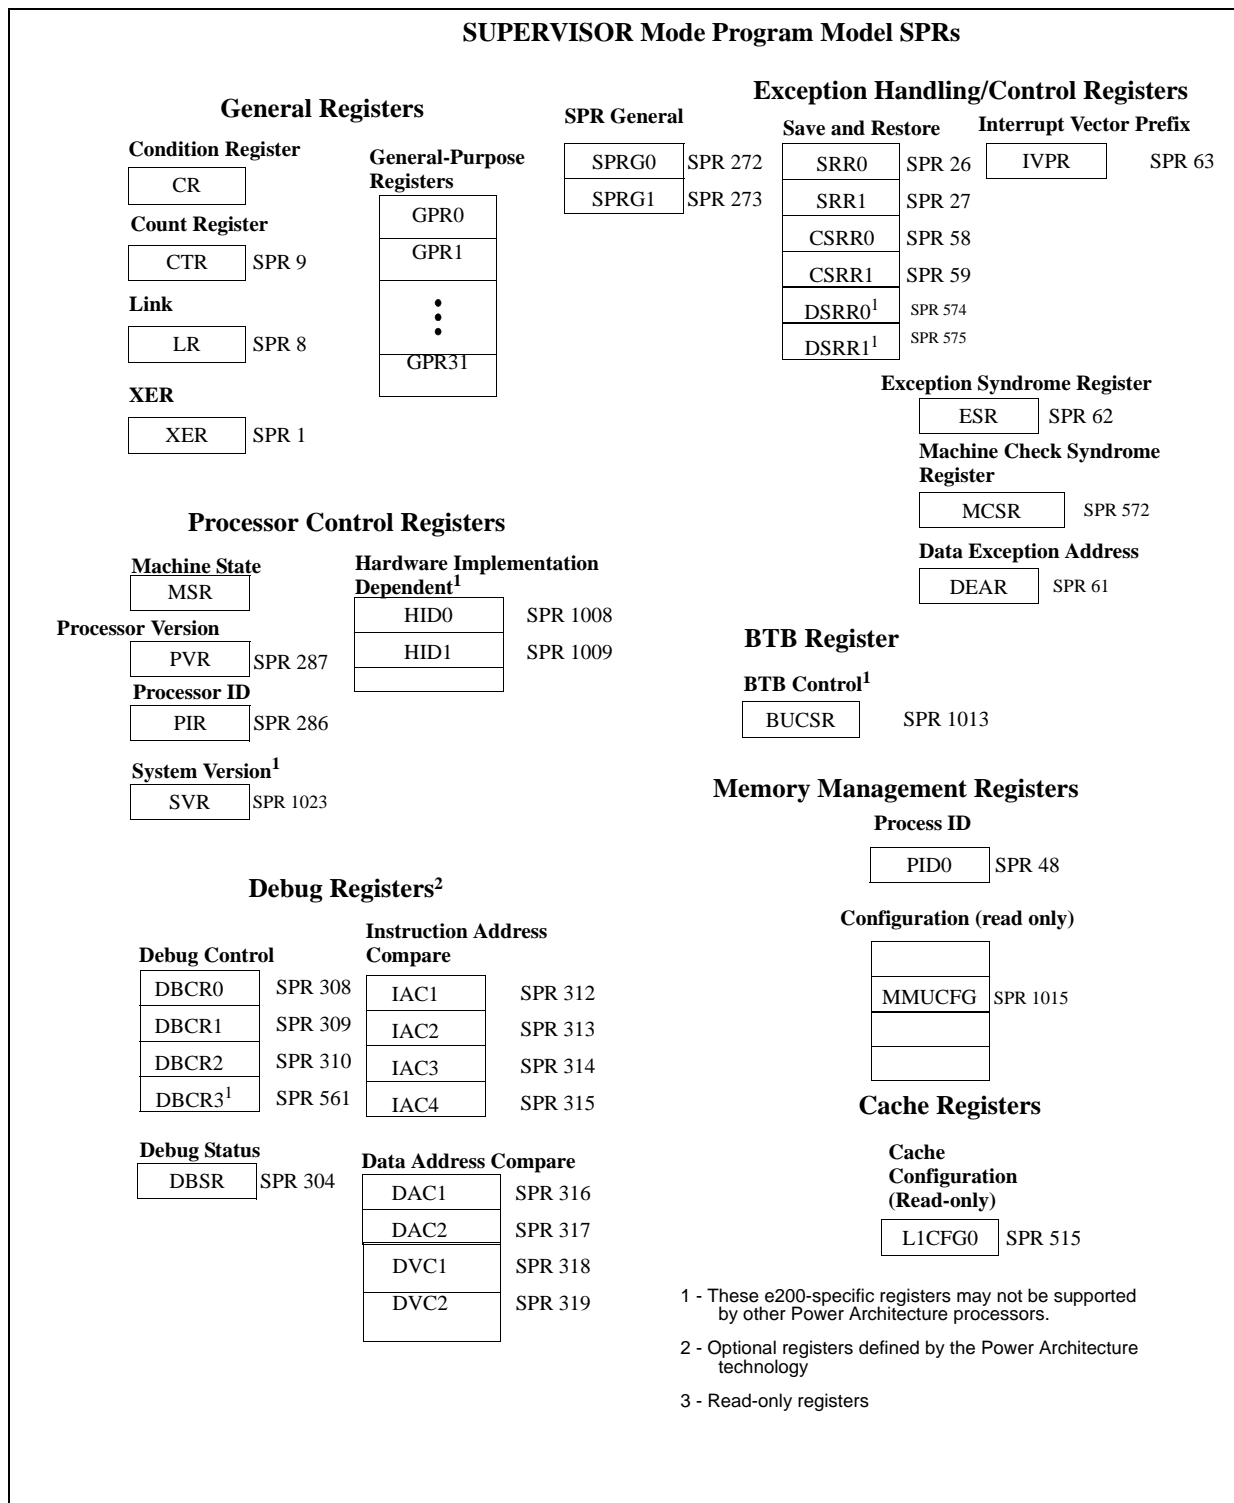 SUPERVISOR Mode Program Model SPRs
General Registers
Condition Register
CR
Count Register
CTR SPR 9
Link
LR SPR 8
XER
XER SPR 1
General-Purpose
Registers
GPR0
GPR1
GPR31
SPR General
SPRG0 SPR 272
SPRG1 SPR 273
Exception Handling/Control Registers
Save and Restore
SRR0 SPR 26
SRR1 SPR 27
CSRR0 SPR 58
CSRR1 SPR 59
DSRR0¹ SPR 574
DSRR1¹ SPR 575
Interrupt Vector Prefix
IVPR SPR 63
Exception Syndrome Register
ESR SPR 62
Machine Check Syndrome
Register
MCSR SPR 572
Data Exception Address
DEAR SPR 61
Processor Control Registers
Machine State
MSR
Processor Version
PVR SPR 287
Processor ID
PIR SPR 286
System Version¹
SVR SPR 1023
Hardware Implementation
Dependent¹
HID0 SPR 1008
HID1 SPR 1009
BTB Register
BTB Control¹
BUCSR SPR 1013
Memory Management Registers
Process ID
PID0 SPR 48
Configuration (read only)
MMUCFG SPR 1015
Debug Registers²
Debug Control
DBCR0 SPR 308
DBCR1 SPR 309
DBCR2 SPR 310
DBCR3¹ SPR 561
Debug Status
DBSR SPR 304
Instruction Address
Compare
IAC1 SPR 312
IAC2 SPR 313
IAC3 SPR 314
IAC4 SPR 315
Data Address Compare
DAC1 SPR 316
DAC2 SPR 317
DVC1 SPR 318
DVC2 SPR 319
Cache Registers
Cache
Configuration
(Read-only)
L1CFG0 SPR 515
1 - These e200-specific registers may not be supported
by other Power Architecture processors.
2 - Optional registers defined by the Power Architecture
technology
3 - Read-only registers